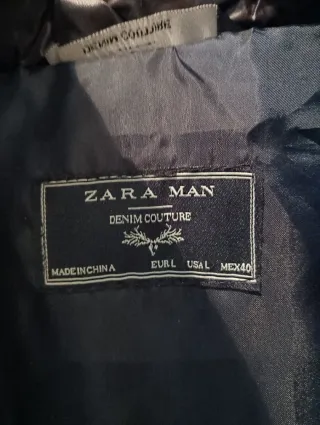 ZARA MAN
DENIM COUTURE
MADE IN CHINA EUR L USA L MEX 40